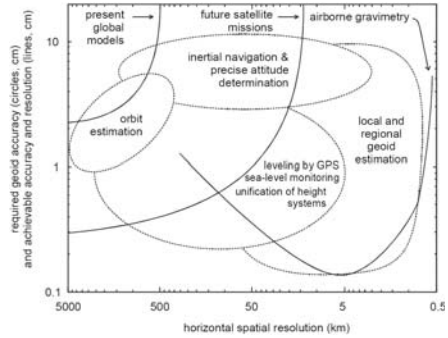 present
global
models
future satellite
missions
airborne gravimetry
inertial navigation &
precise attitude
determination
orbit
estimation
local and
regional
geoid
estimation
leveling by GPS
sea-level monitoring
unification of height
systems
required geoid accuracy (circles, cm)
and achievable accuracy and resolution (lines, cm)
10
1
0.1
5000
500
50
5
0.5
horizontal spatial resolution (km)